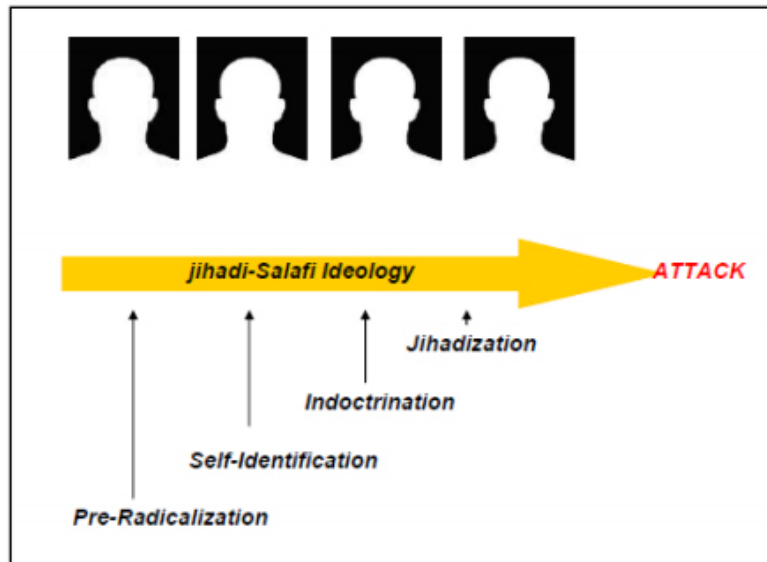 jihadi-Salafi Ideology
ATTACK
Jihadization
Indoctrination
Self-Identification
Pre-Radicalization